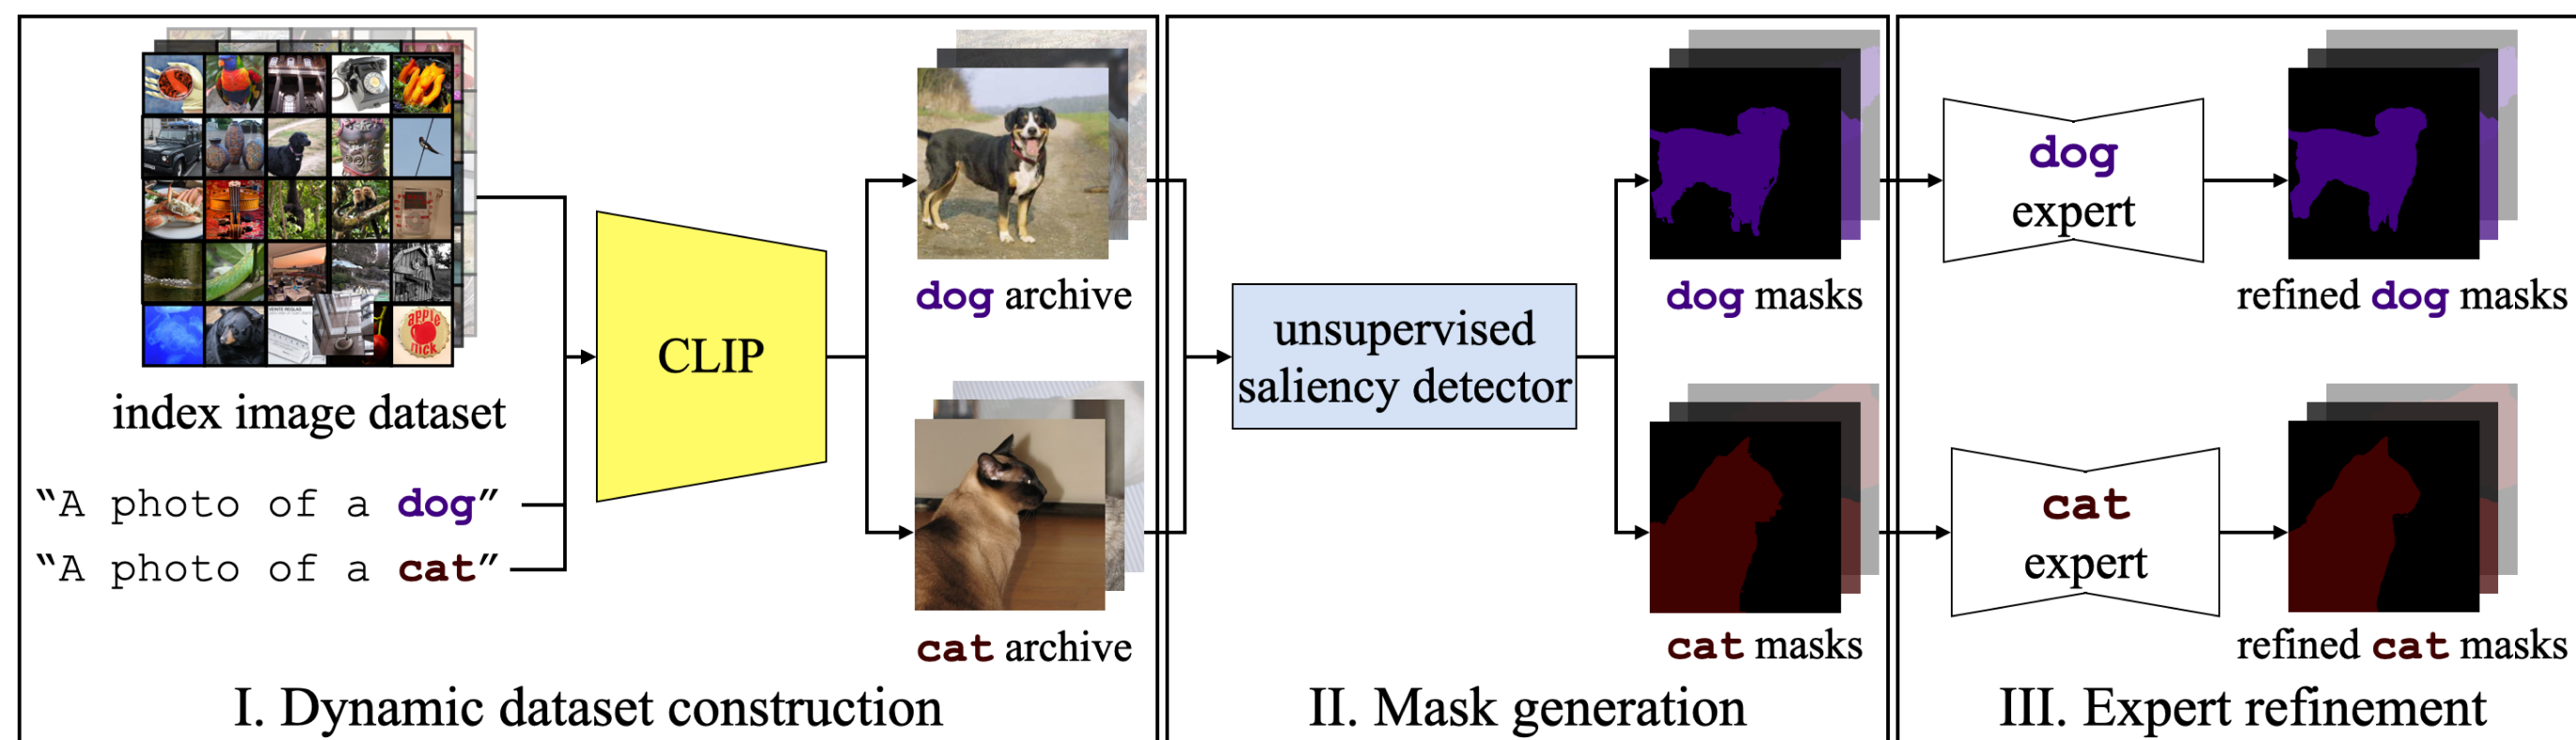 index image dataset
“A photo of a dog”
“A photo of a cat”
CLIP
dog archive
cat archive
I. Dynamic dataset construction
unsupervised
saliency detector
dog masks
cat masks
II. Mask generation
dog
expert
refined dog masks
cat
expert
refined cat masks
III. Expert refinement
apple
nick